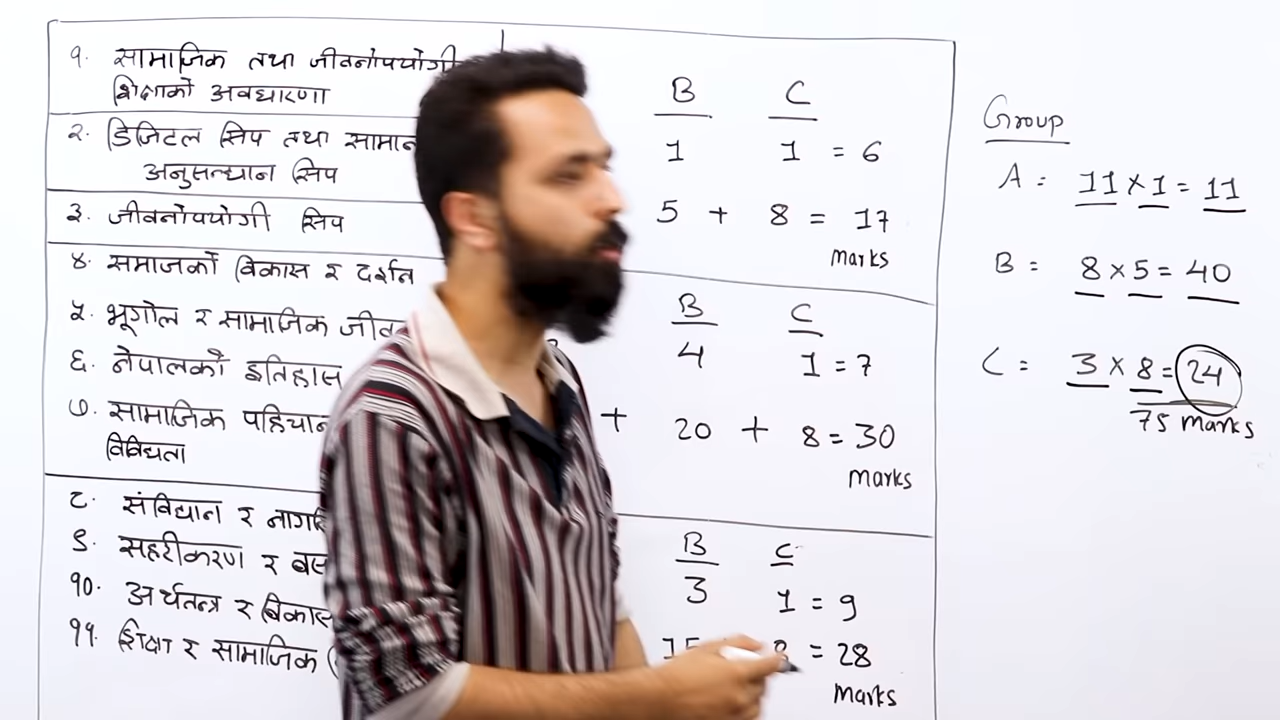 १. सामाजिक तथा जीवनोपयोगी
शिक्षाको अवधारणा
२. डिजिटल सिप तथा
अनुसन्धान सिप
३. जीवनोपयोगी सिप
४. समाजको विकास र दर्शन
५. भूगोल र सामाजिक
६. नेपालको इतिहास
७. सामाजिक पहिचान
विविधता
८. संविधान र
९. सहरीकरण र
१०. अर्थतन्त्र र विकास
११. शिक्षा र सामाजिक
B C
1 1 = 6
5 + 8 = 17
marks
B C
4 1 = 7
+ 20 + 8 = 30
marks
B C
3 1 = 9
15 8 = 28
marks
Group
A = 11 × 1 = 11
B = 8 × 5 = 40
C = 3 × 8 = 24
75 marks